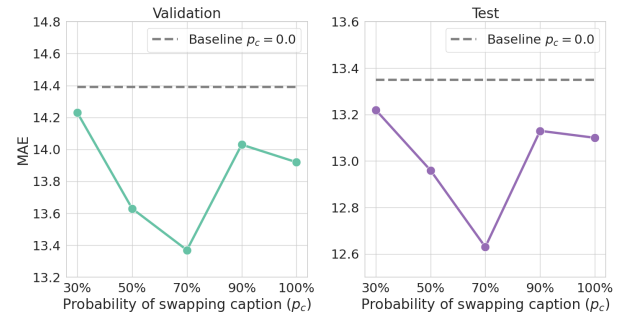 Validation
MAE
14.8
14.6
14.4
14.2
14.0
13.8
13.6
13.4
13.2
Baseline p_c = 0.0
30% 50% 70% 90% 100%
Probability of swapping caption (p_c)
Test
13.6
13.4
13.2
13.0
12.8
12.6
Baseline p_c = 0.0
30% 50% 70% 90% 100%
Probability of swapping caption (p_c)